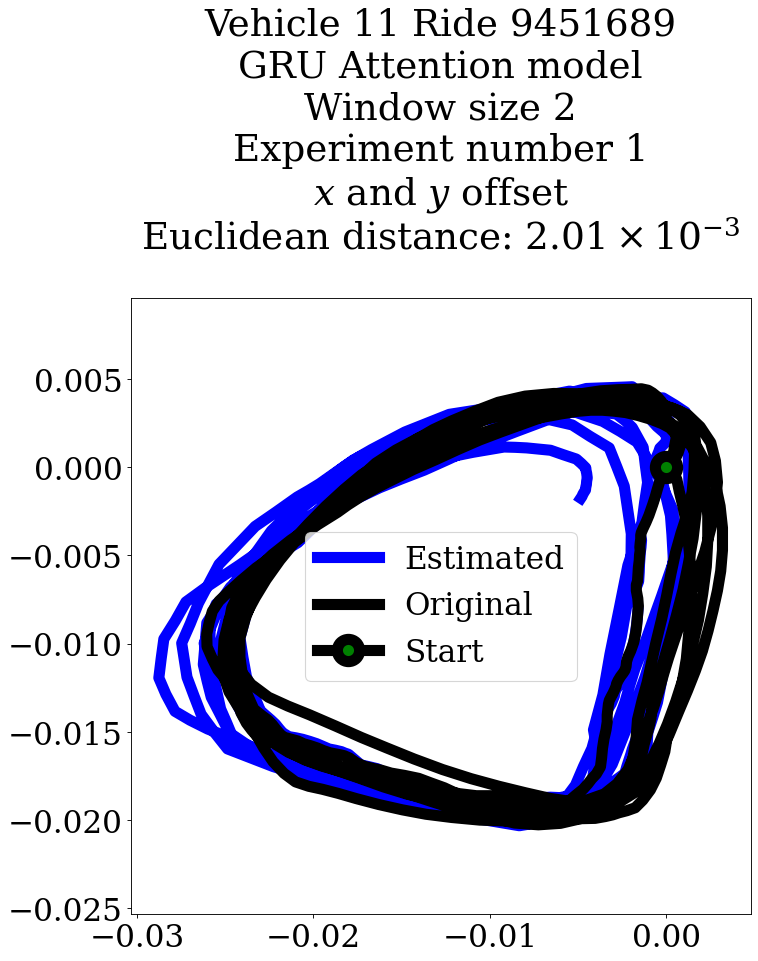 Vehicle 11 Ride 9451689
GRU Attention model
Window size 2
Experiment number 1
x and y offset
Euclidean distance: 2.01 × 10⁻³
0.005
0.000
−0.005
−0.010
−0.015
−0.020
−0.025
Estimated
Original
Start
−0.03
−0.02
−0.01
0.00